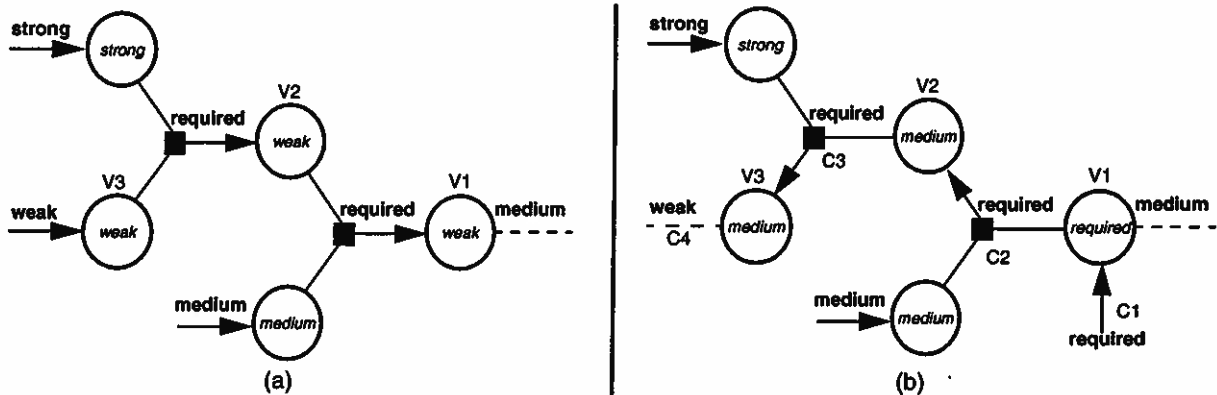 strong
strong
V2
required
weak
V3
V1
weak
weak
required
weak
medium
medium
medium
(a)
strong
strong
V2
required
medium
C3
V3
V1
weak
C4
medium
required
required
medium
C2
medium
medium
C1
required
(b)